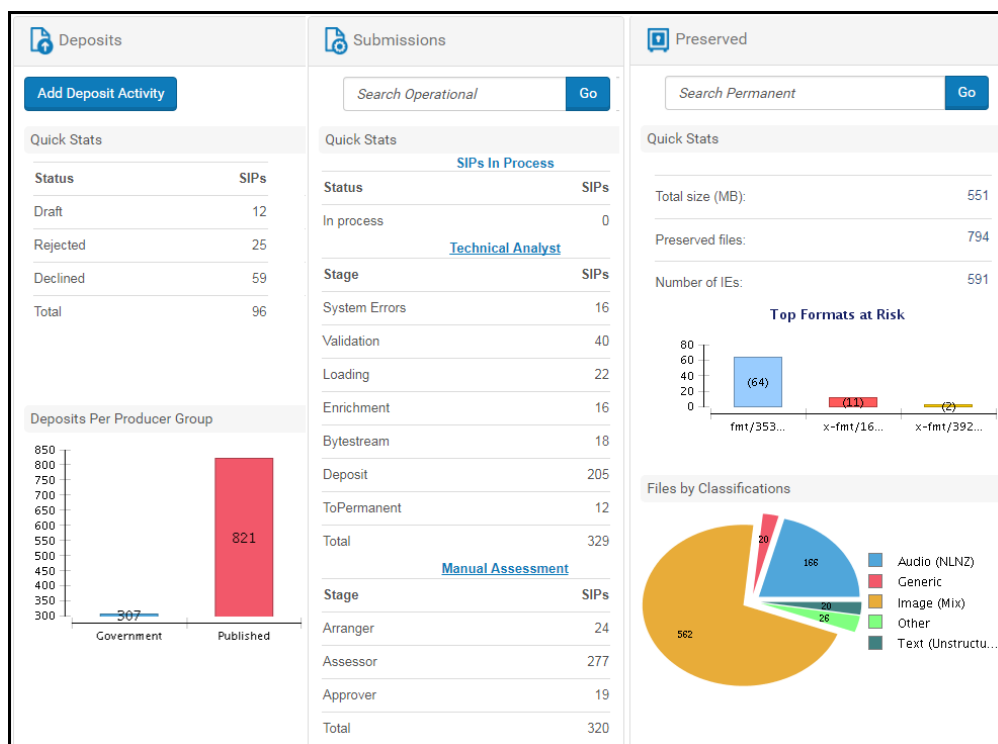 Deposits
Add Deposit Activity
Quick Stats
Status SIPs
Draft 12
Rejected 25
Declined 59
Total 96
Deposits Per Producer Group
850
800
750
700
650
600
550
500
450
400
350
300
307
821
Government Published
Submissions
Search Operational Go
Quick Stats
SIPs In Process
Status SIPs
In process 0
Technical Analyst
Stage SIPs
System Errors 16
Validation 40
Loading 22
Enrichment 16
Bytestream 18
Deposit 205
ToPermanent 12
Total 329
Manual Assessment
Stage SIPs
Arranger 24
Assessor 277
Approver 19
Total 320
Preserved
Search Permanent Go
Quick Stats
Total size (MB): 551
Preserved files: 794
Number of IEs: 591
Top Formats at Risk
80
60
40
20
0
(64) (11) (2)
fmt/353... x-fmt/16... x-fmt/392...
Files by Classifications
20
166
20
26
562
Audio (NLNZ)
Generic
Image (Mix)
Other
Text (Unstructu...